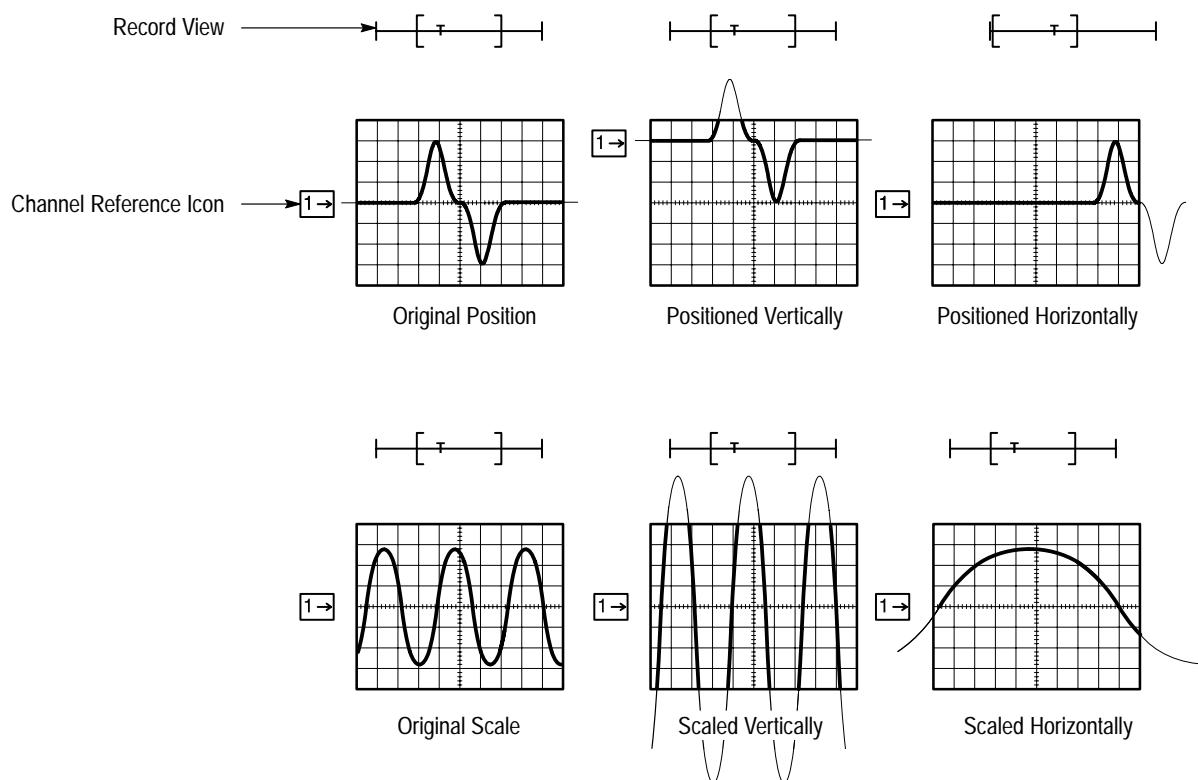 Record View
T
T
T
1→
Channel Reference Icon
1→
1→
Original Position
Positioned Vertically
Positioned Horizontally
T
T
T
1→
1→
1→
Original Scale
Scaled Vertically
Scaled Horizontally